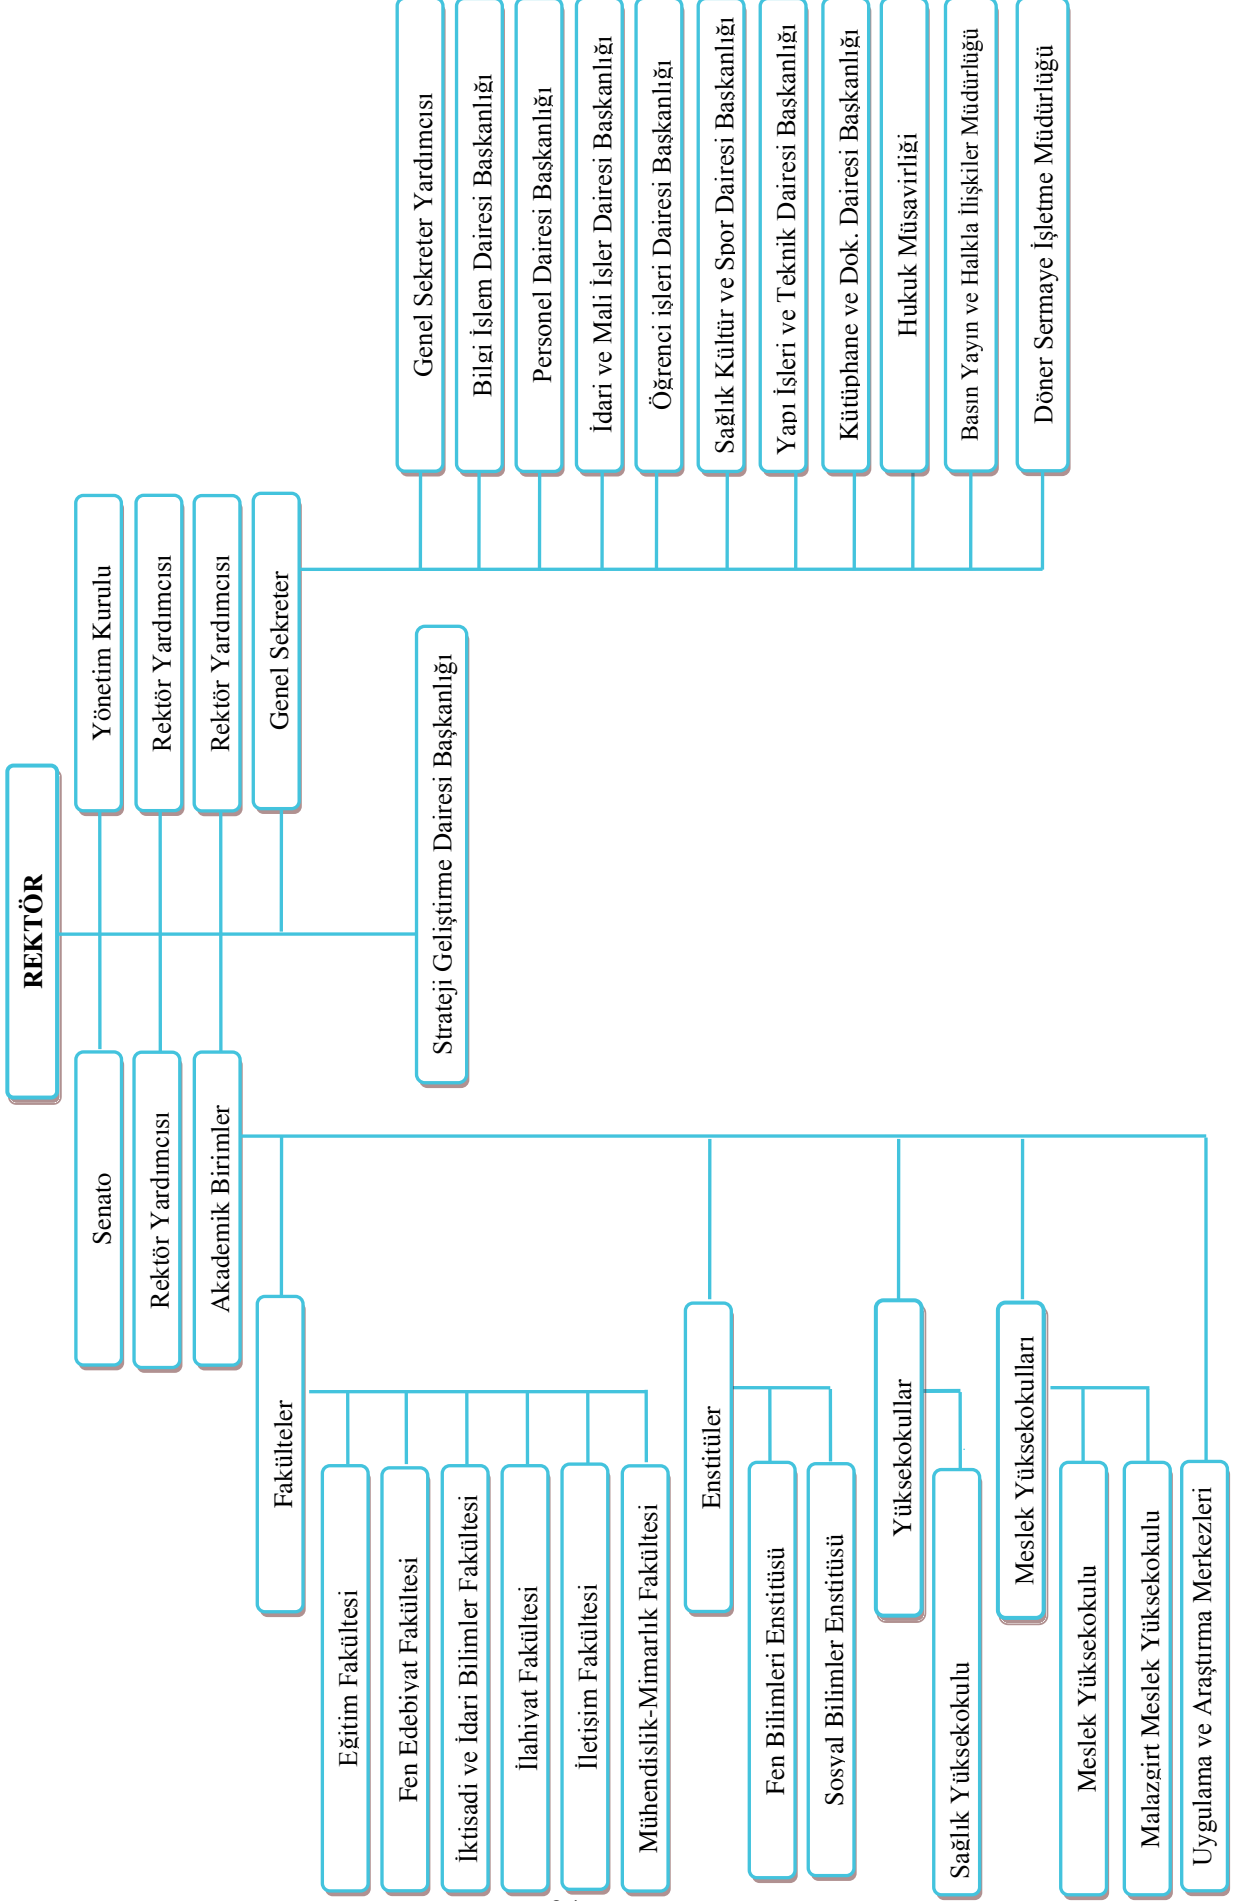 REKTÖR
Senato
Yönetim Kurulu
Rektör Yardımcısı
Rektör Yardımcısı
Akademik Birimler
Rektör Yardımcısı
Genel Sekreter
Strateji Geliştirme Dairesi Başkanlığı
Genel Sekreter Yardımcısı
Bilgi İşlem Dairesi Başkanlığı
Personel Dairesi Başkanlığı
İdari ve Mali İsler Dairesi Başkanlığı
Öğrenci işleri Dairesi Başkanlığı
Sağlık Kültür ve Spor Dairesi Başkanlığı
Yapı İşleri ve Teknik Dairesi Başkanlığı
Kütüphane ve Dok. Dairesi Başkanlığı
Hukuk Müsavirliği
Basın Yayın ve Halkla İlişkiler Müdürlüğü
Döner Sermaye İşletme Müdürlüğü
Fakülteler
Eğitim Fakültesi
Fen Edebiyat Fakültesi
İktisadi ve İdari Bilimler Fakültesi
İlahiyat Fakültesi
İletişim Fakültesi
Mühendislik-Mimarlık Fakültesi
Enstitüler
Fen Bilimleri Enstitüsü
Sosyal Bilimler Enstitüsü
Yüksekokullar
Sağlık Yüksekokulu
Meslek Yüksekokulları
Meslek Yüksekokulu
Malazgirt Meslek Yüksekokulu
Uygulama ve Araştırma Merkezleri